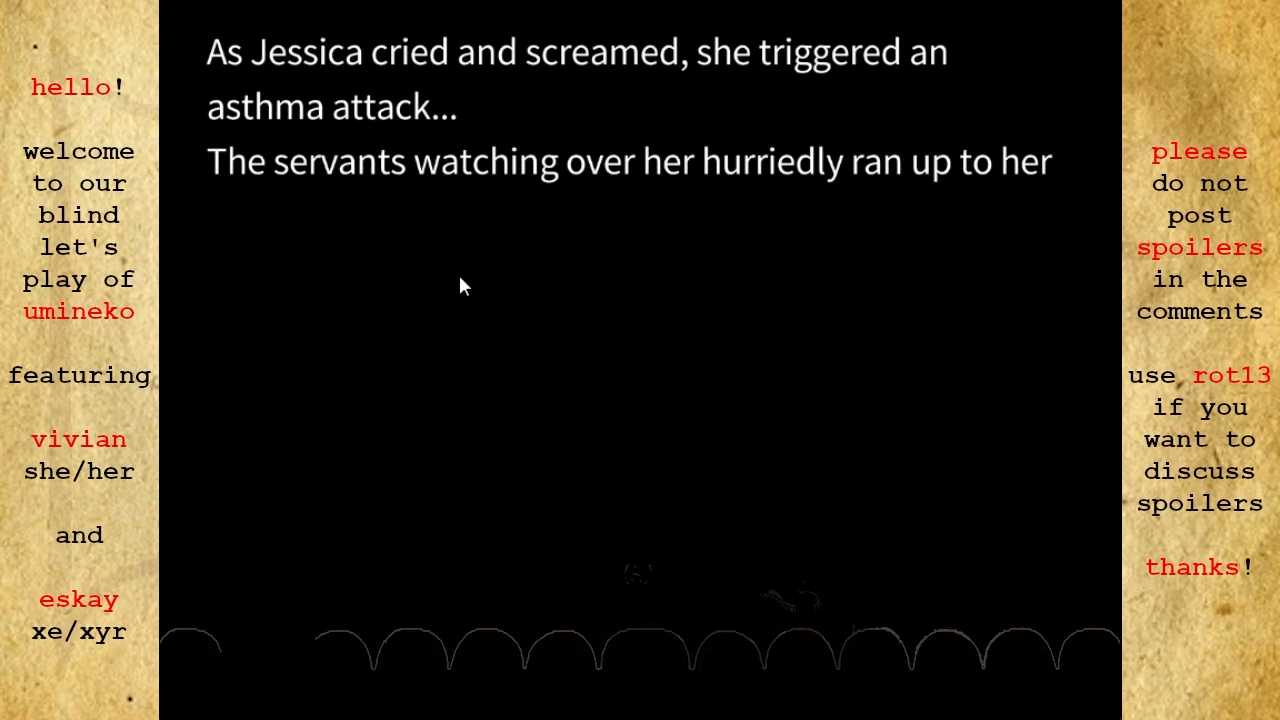 hello!
welcome
to our
blind
let's
play of
umineko
featuring
vivian
she/her
and
eskay
xe/xyr
As Jessica cried and screamed, she triggered an
asthma attack...
The servants watching over her hurriedly ran up to her
please
do not
post
spoilers
in the
comments
use rot13
if you
want to
discuss
spoilers
thanks!